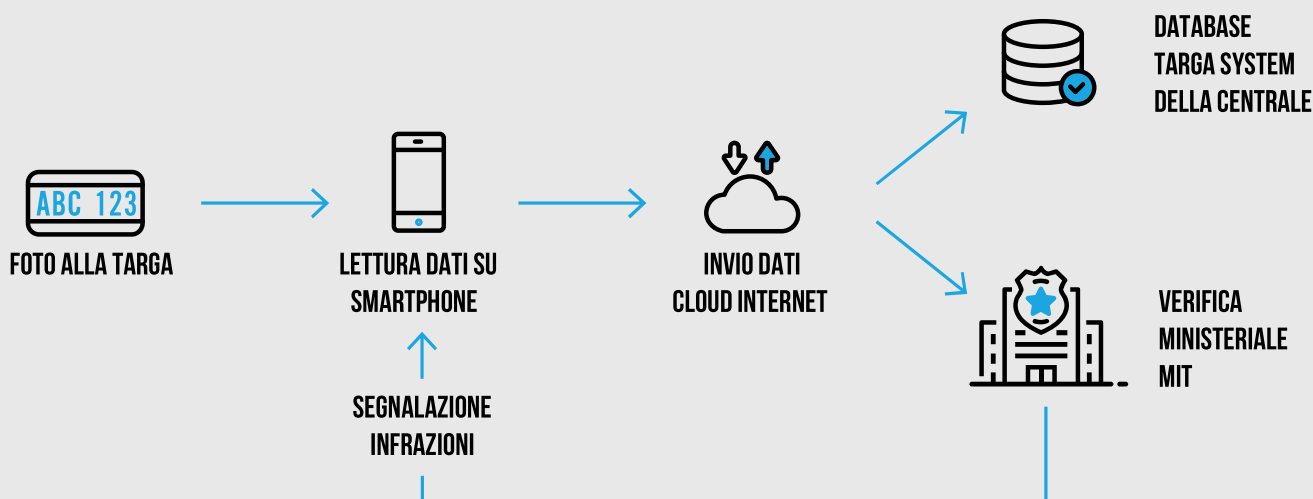 DATABASE
TARGA SYSTEM
DELLA CENTRALE
ABC 123
FOTO ALLA TARGA
LETTURA DATI SU
SMARTPHONE
INVIO DATI
CLOUD INTERNET
VERIFICA
MINISTERIALE
MIT
SEGNALAZIONE
INFRAZIONI